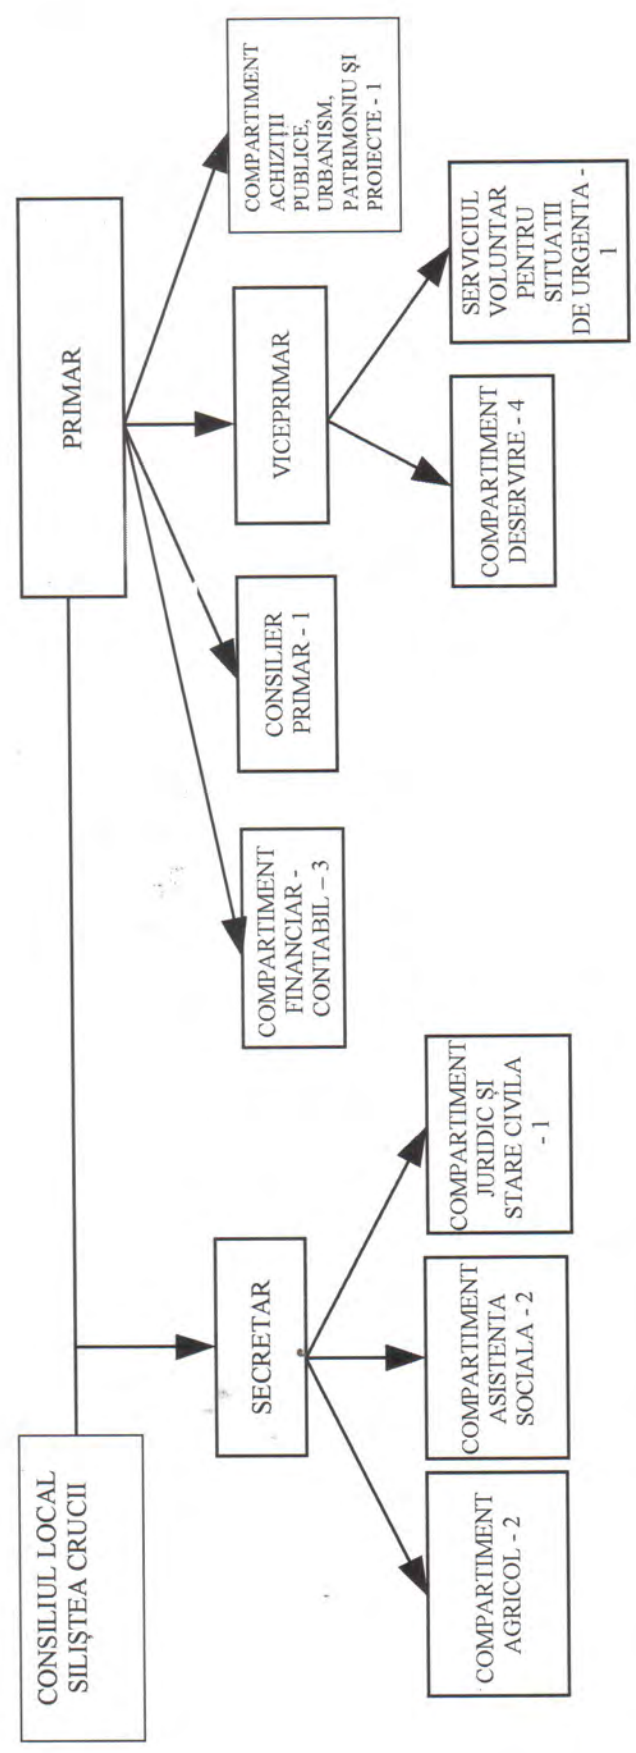 CONSILIUL LOCAL
SILIȘTEA CRUCII
PRIMAR
SECRETAR
COMPARTIMENT
FINANCIAR -
CONTABIL – 3
CONSILIER
PRIMAR - 1
VICEPRIMAR
COMPARTIMENT
ACHIZIȚII
PUBLICE,
URBANISM,
PATRIMONIU ȘI
PROIECTE - 1
COMPARTIMENT
AGRICOL - 2
COMPARTIMENT
ASISTENTA
SOCIALA - 2
COMPARTIMENT
JURIDIC ȘI
STARE CIVILA
- 1
COMPARTIMENT
DESERVIRE - 4
SERVICIUL
VOLUNTAR
PENTRU
SITUATII
DE URGENTA -
1